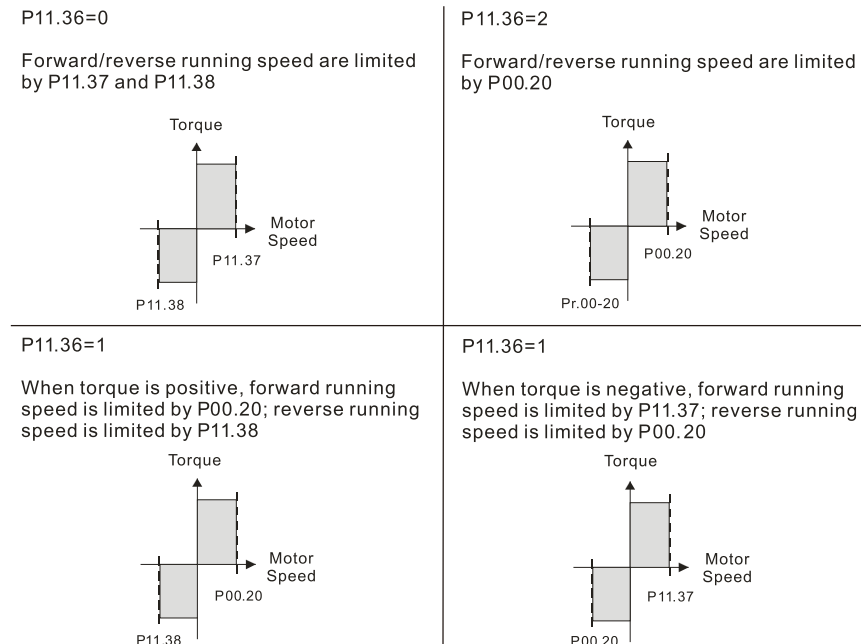 P11.36=0
Forward/reverse running speed are limited
by P11.37 and P11.38
Torque
Motor
Speed
P11.37
P11.38
P11.36=2
Forward/reverse running speed are limited
by P00.20
Torque
Motor
Speed
P00.20
Pr.00-20
P11.36=1
When torque is positive, forward running
speed is limited by P00.20; reverse running
speed is limited by P11.38
Torque
Motor
Speed
P00.20
P11.38
P11.36=1
When torque is negative, forward running
speed is limited by P11.37; reverse running
speed is limited by P00.20
Torque
Motor
Speed
P11.37
P00.20